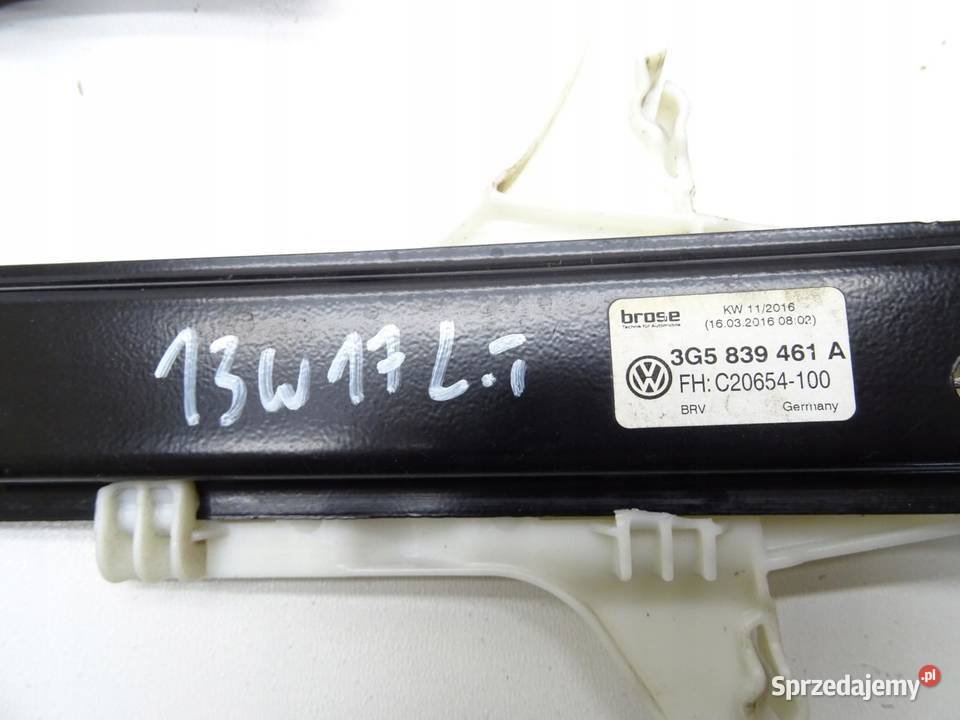 13W17 L.T
brose
Technik für Automobile
KW 11/2016
(16.03.2016 08:02)
3G5 839 461 A
FH: C20654-100
BRV Germany
Sprzedajemy.pl